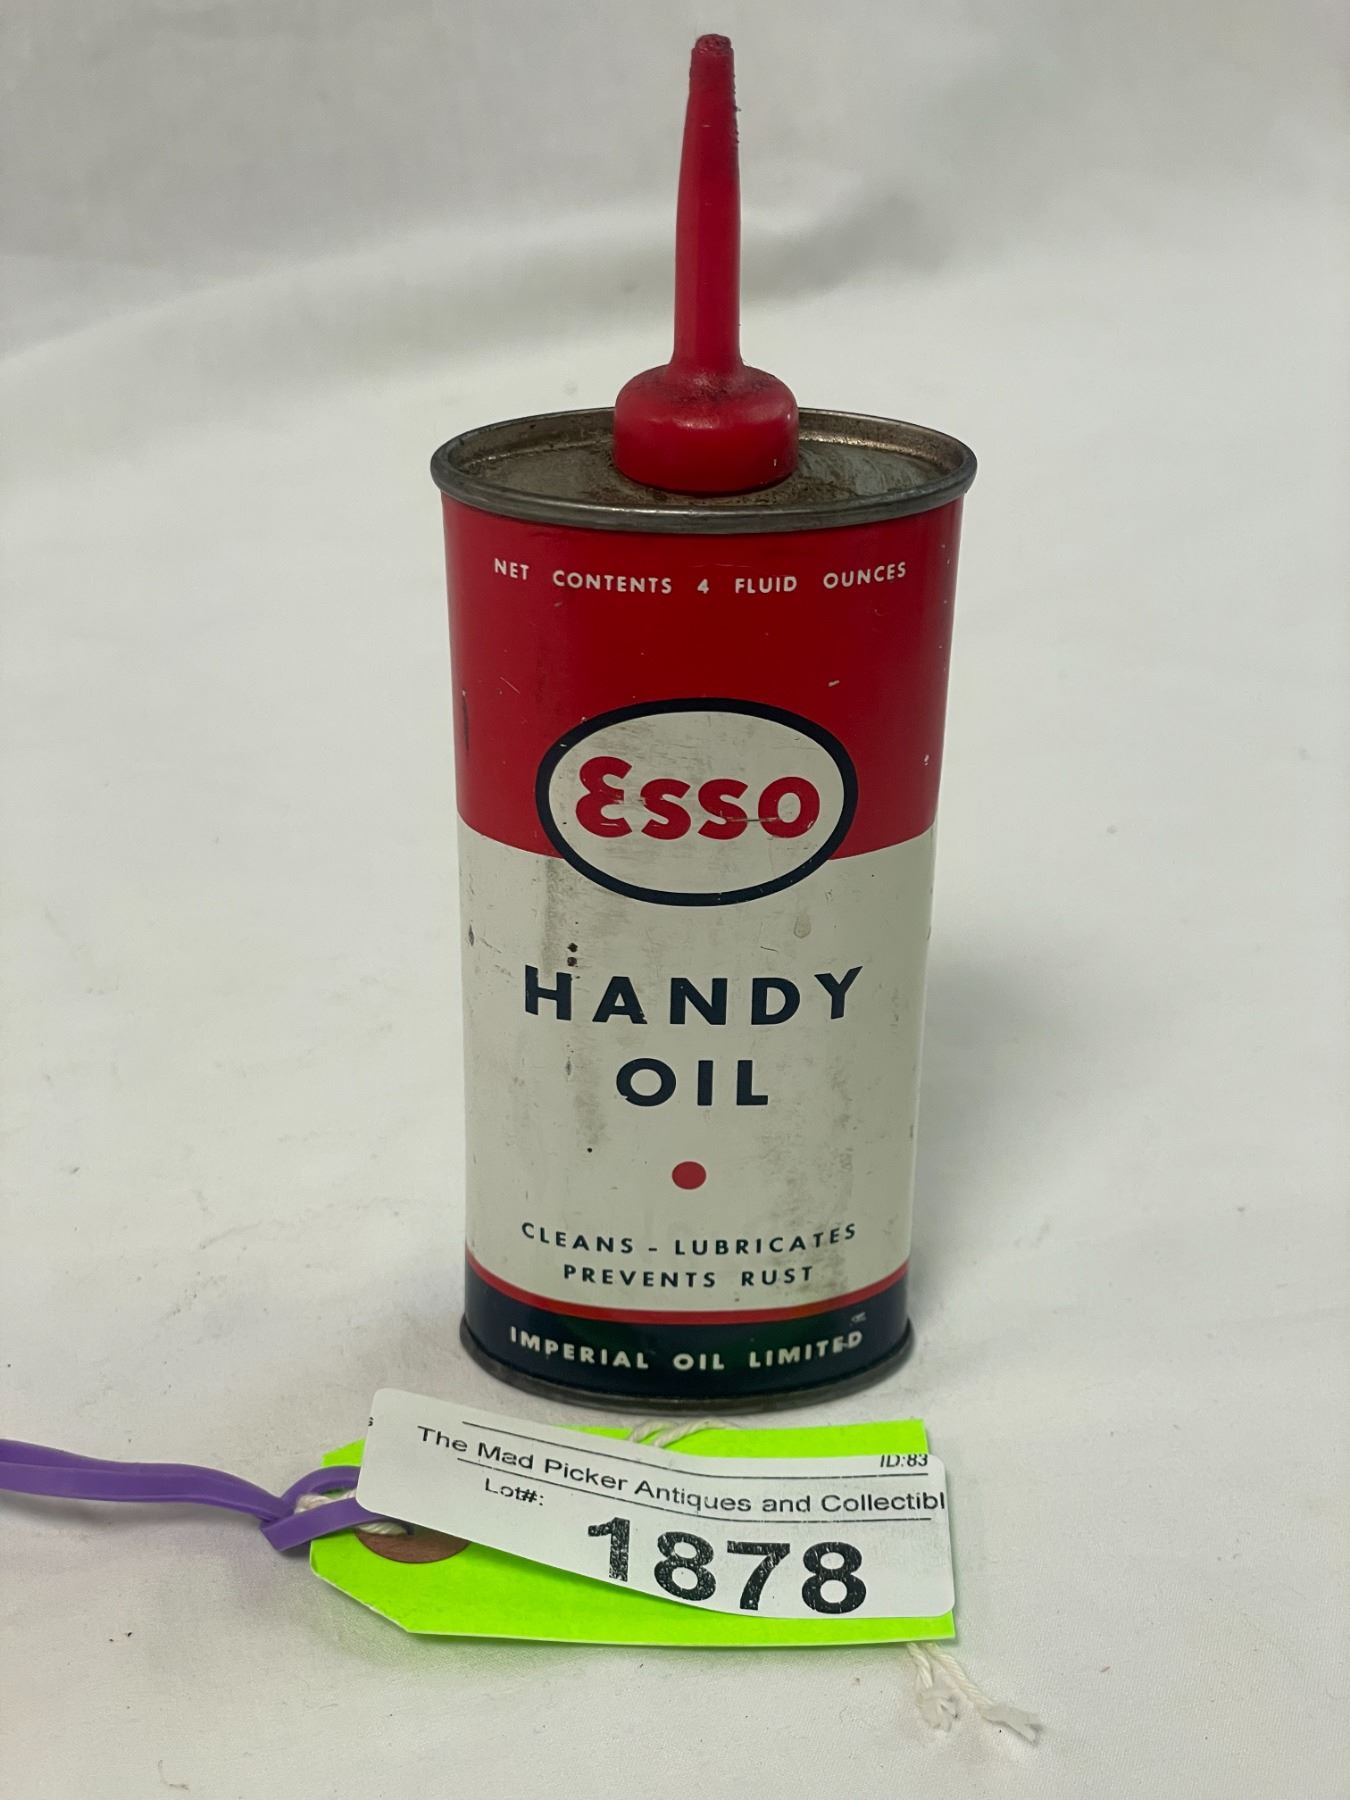 NET CONTENTS 4 FLUID OUNCES
Esso
HANDY
OIL
CLEANS - LUBRICATES
PREVENTS RUST
IMPERIAL OIL LIMITED
ID:83
The Mad Picker Antiques and Collectibl
Lot#:
1878